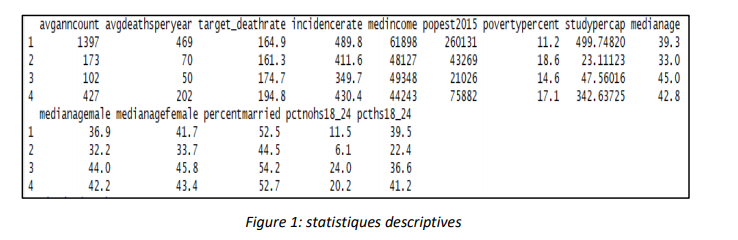 avganncount avgdeathsperyear target_deathrate incidencerate medincome popest2015 povertypercent studypercap medianage
1 1397 469 164.9 489.8 61898 260131 11.2 499.74820 39.3
2 173 70 161.3 411.6 48127 43269 18.6 23.11123 33.0
3 102 50 174.7 349.7 49348 21026 14.6 47.56016 45.0
4 427 202 194.8 430.4 44243 75882 17.1 342.63725 42.8
medianagemale medianagefemale percentmarried pctnohs18_24 pcths18_24
1 36.9 41.7 52.5 11.5 39.5
2 32.2 33.7 44.5 6.1 22.4
3 44.0 45.8 54.2 24.0 36.6
4 42.2 43.4 52.7 20.2 41.2
Figure 1: statistiques descriptives